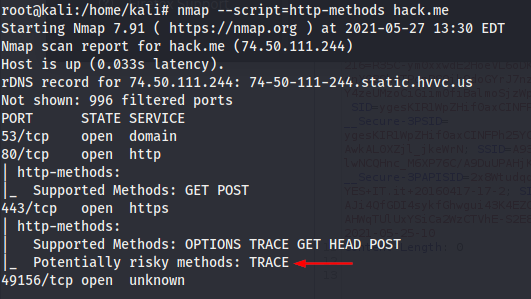 root@kali:/home/kali# nmap --script=http-methods hack.me
Starting Nmap 7.91 ( https://nmap.org ) at 2021-05-27 13:30 EDT
Nmap scan report for hack.me (74.50.111.244)
Host is up (0.033s latency).
rDNS record for 74.50.111.244: 74-50-111-244.static.hvvc.us
Not shown: 996 filtered ports
PORT      STATE SERVICE
53/tcp    open  domain
80/tcp    open  http
| http-methods:
|_  Supported Methods: GET POST
443/tcp   open  https
| http-methods:
|   Supported Methods: OPTIONS TRACE GET HEAD POST
|_  Potentially risky methods: TRACE
49156/tcp open  unknown